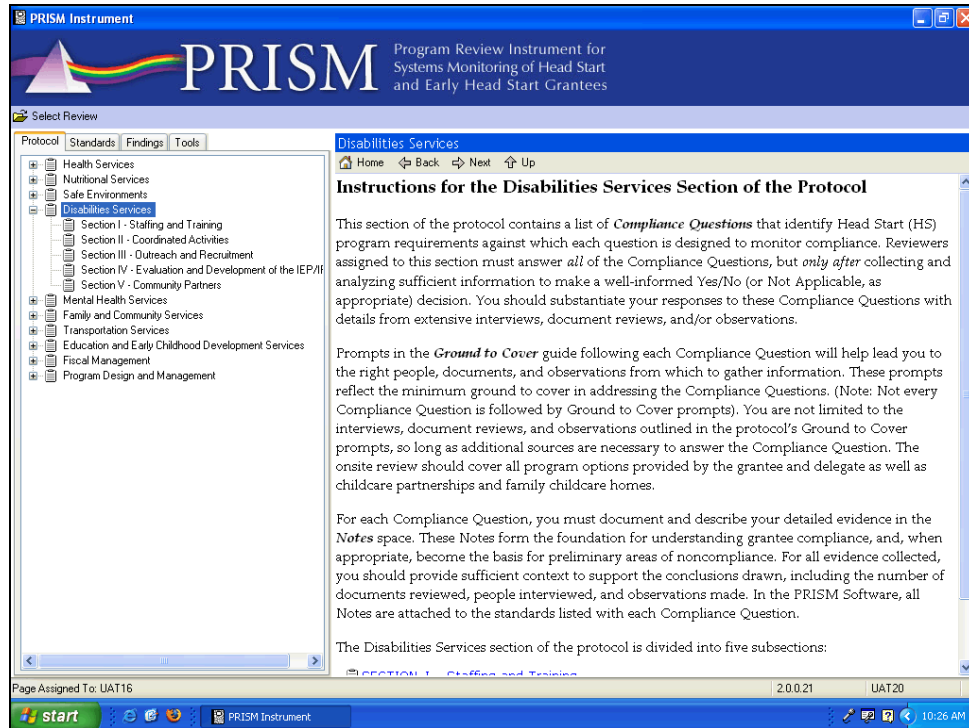 PRISM Instrument
PRISM
Program Review Instrument for
Systems Monitoring of Head Start
and Early Head Start Grantees
Select Review
Protocol Standards Findings Tools
Health Services
Nutritional Services
Safe Environments
Disabilities Services
Section I - Staffing and Training
Section II - Coordinated Activities
Section III - Outreach and Recruitment
Section IV - Evaluation and Development of the IEP/IF
Section V - Community Partners
Mental Health Services
Family and Community Services
Transportation Services
Education and Early Childhood Development Services
Fiscal Management
Program Design and Management
Disabilities Services
Home Back Next Up
Instructions for the Disabilities Services Section of the Protocol
This section of the protocol contains a list of Compliance Questions that identify Head Start (HS)
program requirements against which each question is designed to monitor compliance. Reviewers
assigned to this section must answer all of the Compliance Questions, but only after collecting and
analyzing sufficient information to make a well-informed Yes/No (or Not Applicable, as
appropriate) decision. You should substantiate your responses to these Compliance Questions with
details from extensive interviews, document reviews, and/or observations.
Prompts in the Ground to Cover guide following each Compliance Question will help lead you to
the right people, documents, and observations from which to gather information. These prompts
reflect the minimum ground to cover in addressing the Compliance Questions. (Note: Not every
Compliance Question is followed by Ground to Cover prompts). You are not limited to the
interviews, document reviews, and observations outlined in the protocol's Ground to Cover
prompts, so long as additional sources are necessary to answer the Compliance Question. The
onsite review should cover all program options provided by the grantee and delegate as well as
childcare partnerships and family childcare homes.
For each Compliance Question, you must document and describe your detailed evidence in the
Notes space. These Notes form the foundation for understanding grantee compliance, and, when
appropriate, become the basis for preliminary areas of noncompliance. For all evidence collected,
you should provide sufficient context to support the conclusions drawn, including the number of
documents reviewed, people interviewed, and observations made. In the PRISM Software, all
Notes are attached to the standards listed with each Compliance Question.
The Disabilities Services section of the protocol is divided into five subsections:
SECTION I - Staffing and Training
Page Assigned To: UAT16
2.0.0.21
UAT20
start
PRISM Instrument
10:26 AM